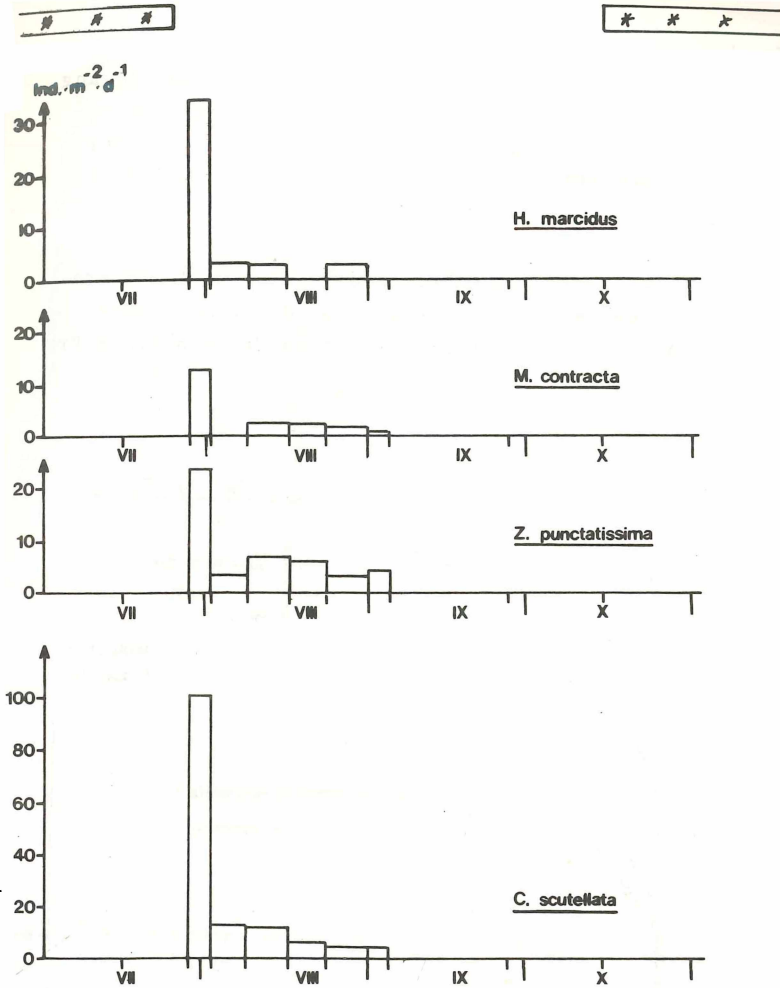 * * *
* * *
Ind.·m⁻²·d⁻¹
30
20
10
0
H. marcidus
VII VIII IX X
20
10
0
M. contracta
VII VIII IX X
20
10
0
Z. punctatissima
VII VIII IX X
100
80
60
40
20
0
C. scutellata
VII VIII IX X